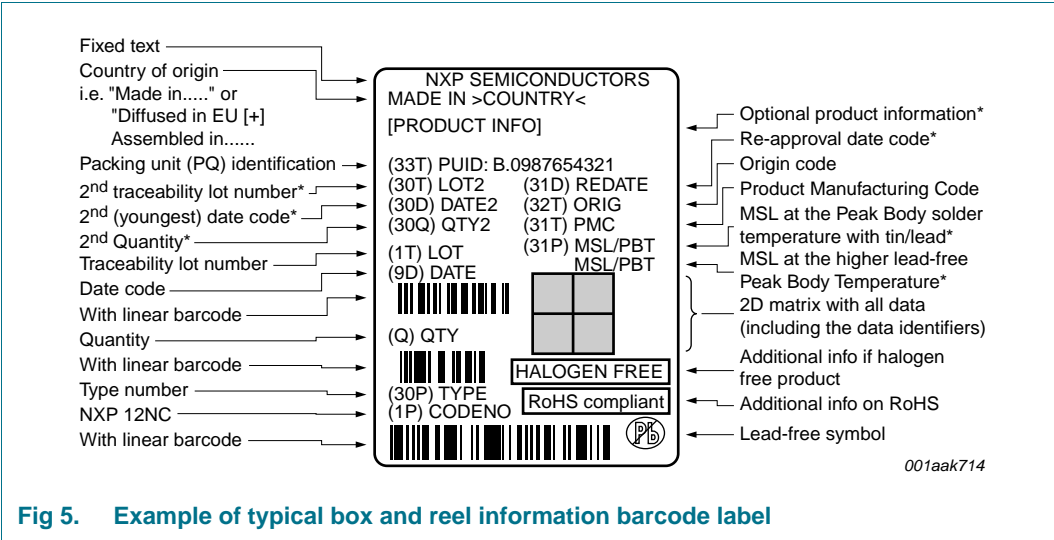 Fixed text
Country of origin
i.e. "Made in....." or
"Diffused in EU [+]
Assembled in......
Packing unit (PQ) identification
2nd traceability lot number*
2nd (youngest) date code*
2nd Quantity*
Traceability lot number
Date code
With linear barcode
Quantity
With linear barcode
Type number
NXP 12NC
With linear barcode
NXP SEMICONDUCTORS
MADE IN >COUNTRY<
[PRODUCT INFO]
(33T) PUID: B.0987654321
(30T) LOT2 (31D) REDATE
(30D) DATE2 (32T) ORIG
(30Q) QTY2 (31T) PMC
(31P) MSL/PBT
(1T) LOT
MSL/PBT
(9D) DATE
(Q) QTY
HALOGEN FREE
(30P) TYPE
RoHS compliant
(1P) CODENO
Pb
Optional product information*
Re-approval date code*
Origin code
Product Manufacturing Code
MSL at the Peak Body solder
temperature with tin/lead*
MSL at the higher lead-free
Peak Body Temperature*
2D matrix with all data
(including the data identifiers)
Additional info if halogen
free product
Additional info on RoHS
Lead-free symbol
001aak714
Fig 5. Example of typical box and reel information barcode label